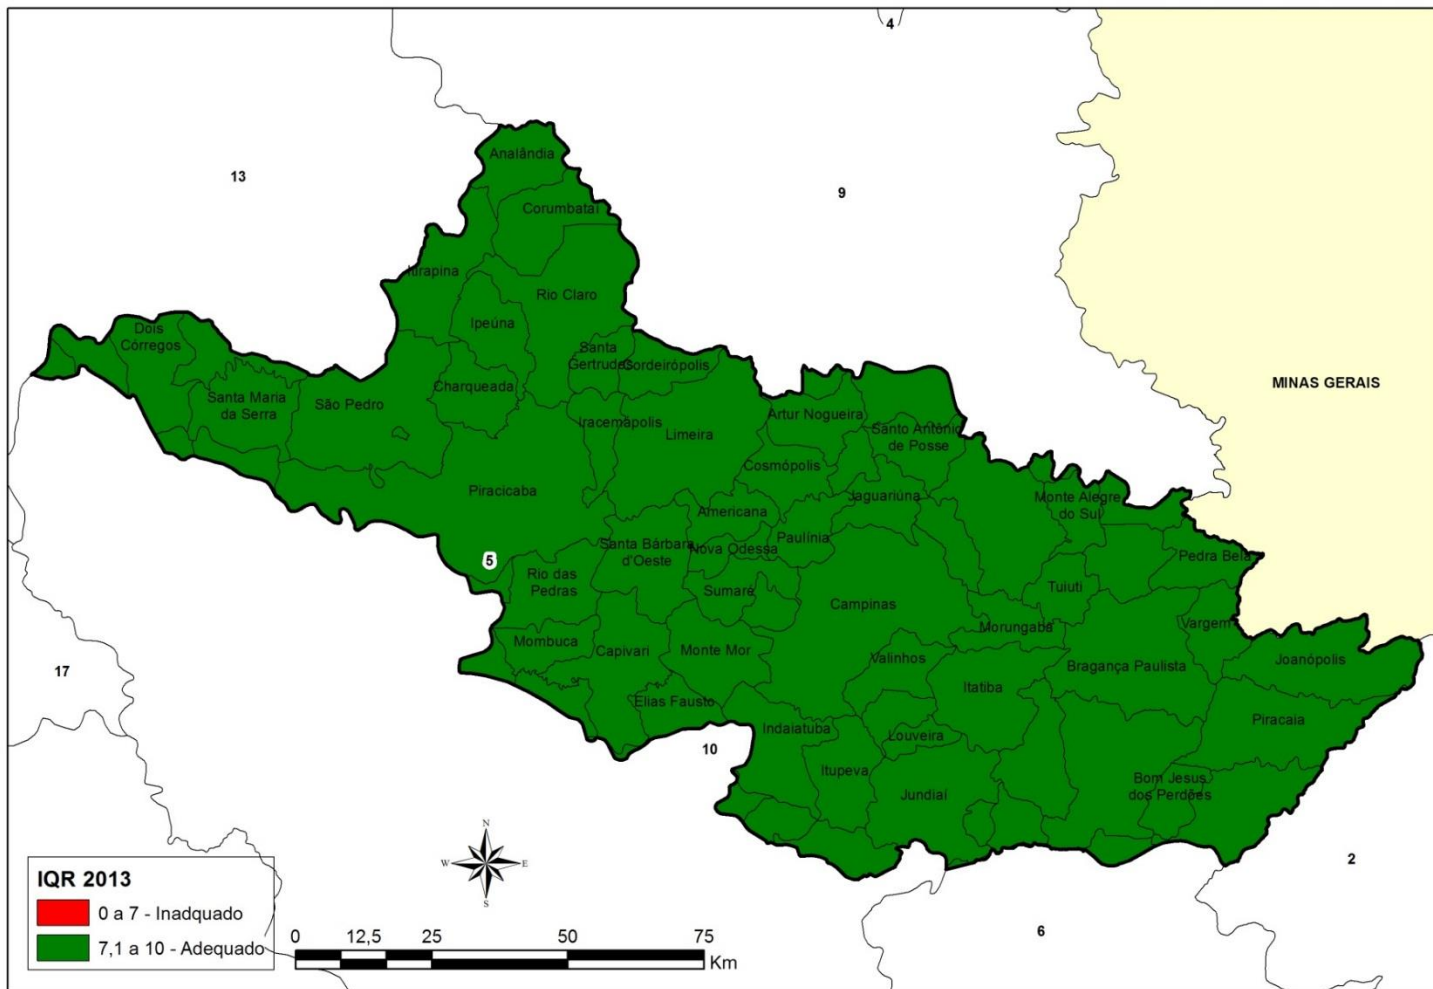 4
13
9
Analândia
Corumbataí
Itirapina
Rio Claro
Ipeúna
Dois
Córregos
Santa
Gertrudes
Cordeirópolis
MINAS GERAIS
Charqueada
Santa Maria
da Serra
São Pedro
Iracemápolis
Limeira
Artur Nogueira
Santo Antônio
de Posse
Cosmópolis
Piracicaba
Jaguariúna
Monte Alegre
do Sul
Americana
Paulínia
Santa Bárbara
d'Oeste
Nova Odessa
Pedra Bela
5
Rio das
Pedras
Sumaré
Tuiuti
Campinas
Morungaba
Vargem
Mombuca
Capivari
Monte Mor
Valinhos
Bragança Paulista
Joanópolis
17
Itatiba
Elias Fausto
Indaiatuba
Louveira
Piracaia
10
Itupeva
Jundiaí
Bom Jesus
dos Perdões
2
6
N
W
E
S
IQR 2013
0 a 7 - Inadquado
7,1 a 10 - Adequado
0 12,5 25 50 75
Km